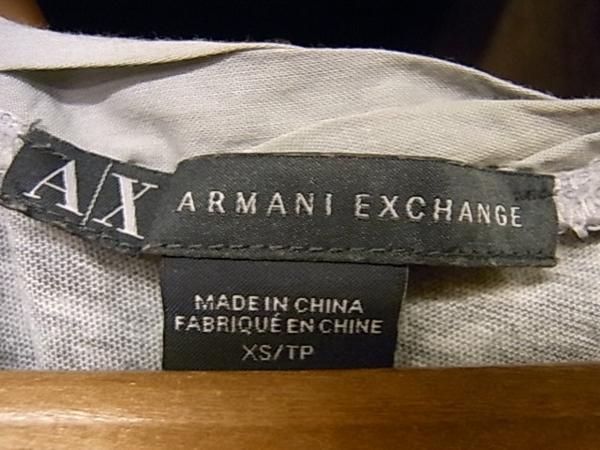 A/X ARMANI EXCHANGE
MADE IN CHINA
FABRIQUÉ EN CHINE
XS/TP